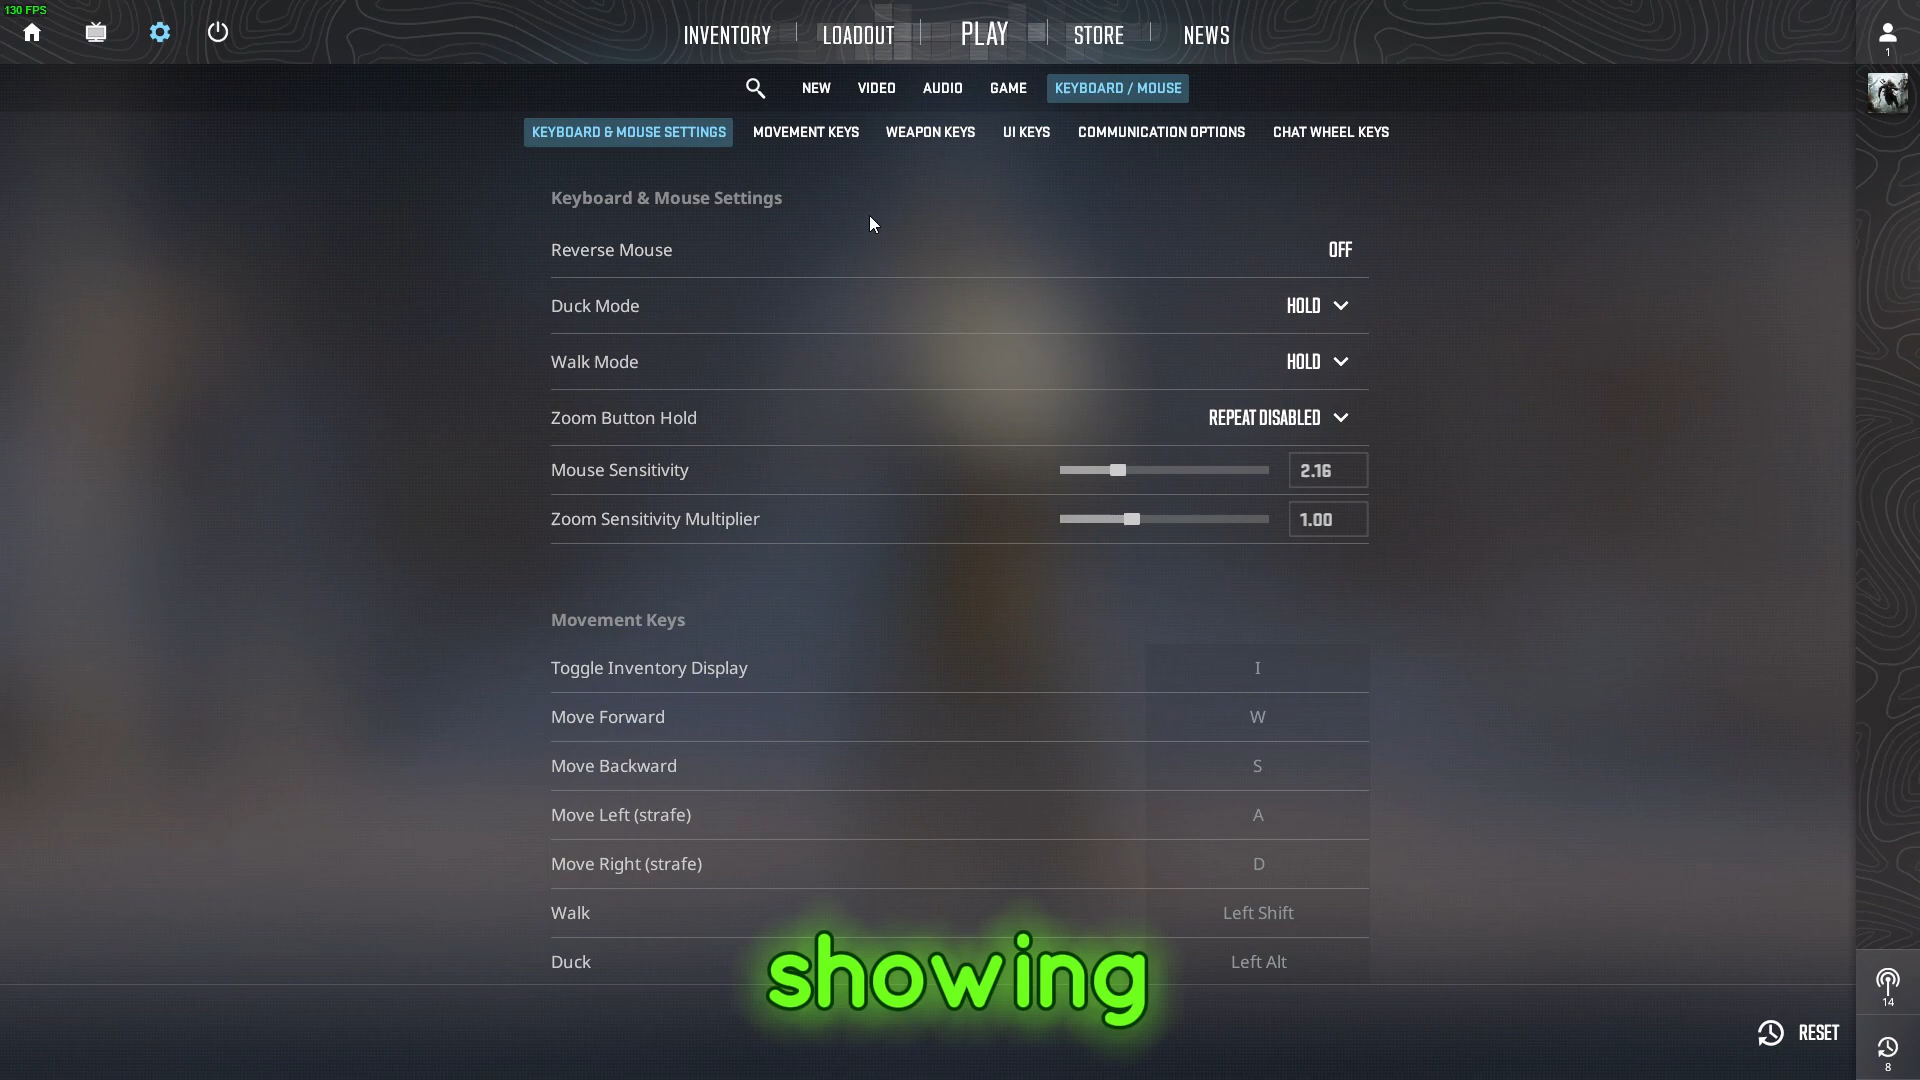 130 FPS
INVENTORY LOADOUT PLAY STORE NEWS
1
NEW VIDEO AUDIO GAME KEYBOARD / MOUSE
KEYBOARD & MOUSE SETTINGS MOVEMENT KEYS WEAPON KEYS UI KEYS COMMUNICATION OPTIONS CHAT WHEEL KEYS
Keyboard & Mouse Settings
Reverse Mouse OFF
Duck Mode HOLD
Walk Mode HOLD
Zoom Button Hold REPEAT DISABLED
Mouse Sensitivity 2.16
Zoom Sensitivity Multiplier 1.00
Movement Keys
Toggle Inventory Display I
Move Forward W
Move Backward S
Move Left (strafe) A
Move Right (strafe) D
Walk Left Shift
Duck Left Alt
showing
14
RESET
8